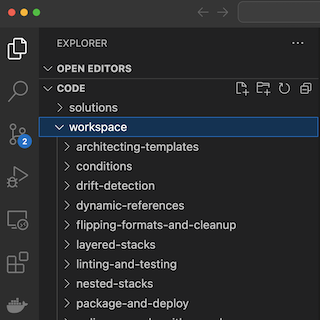 EXPLORER
OPEN EDITORS
CODE
solutions
workspace
architecting-templates
conditions
2
drift-detection
dynamic-references
flipping-formats-and-cleanup
layered-stacks
linting-and-testing
nested-stacks
package-and-deploy